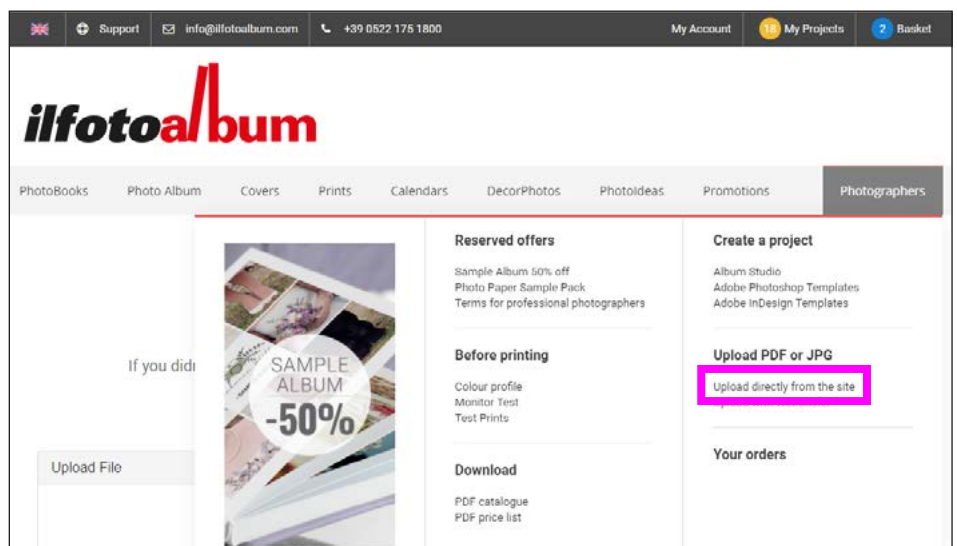 Support info@ilfotoalbum.com +39 0522 175 1800 My Account 18 My Projects 2 Basket
ilfotoalbum
PhotoBooks Photo Album Covers Prints Calendars DecorPhotos PhotoIdeas Promotions Photographers
Reserved offers
Sample Album 50% off
Photo Paper Sample Pack
Terms for professional photographers
Create a project
Album Studio
Adobe Photoshop Templates
Adobe InDesign Templates
If you didn
SAMPLE
ALBUM
-50%
Before printing
Colour profile
Monitor Test
Test Prints
Upload PDF or JPG
Upload directly from the site
Your orders
Upload File
Download
PDF catalogue
PDF price list